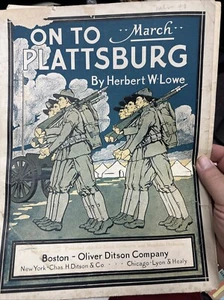 ON TO
March
PLATTSBURG
By Herbert W. Lowe
Boston - Oliver Ditson Company
New York Chas. H. Ditson & Co. Chicago Lyon & Healy